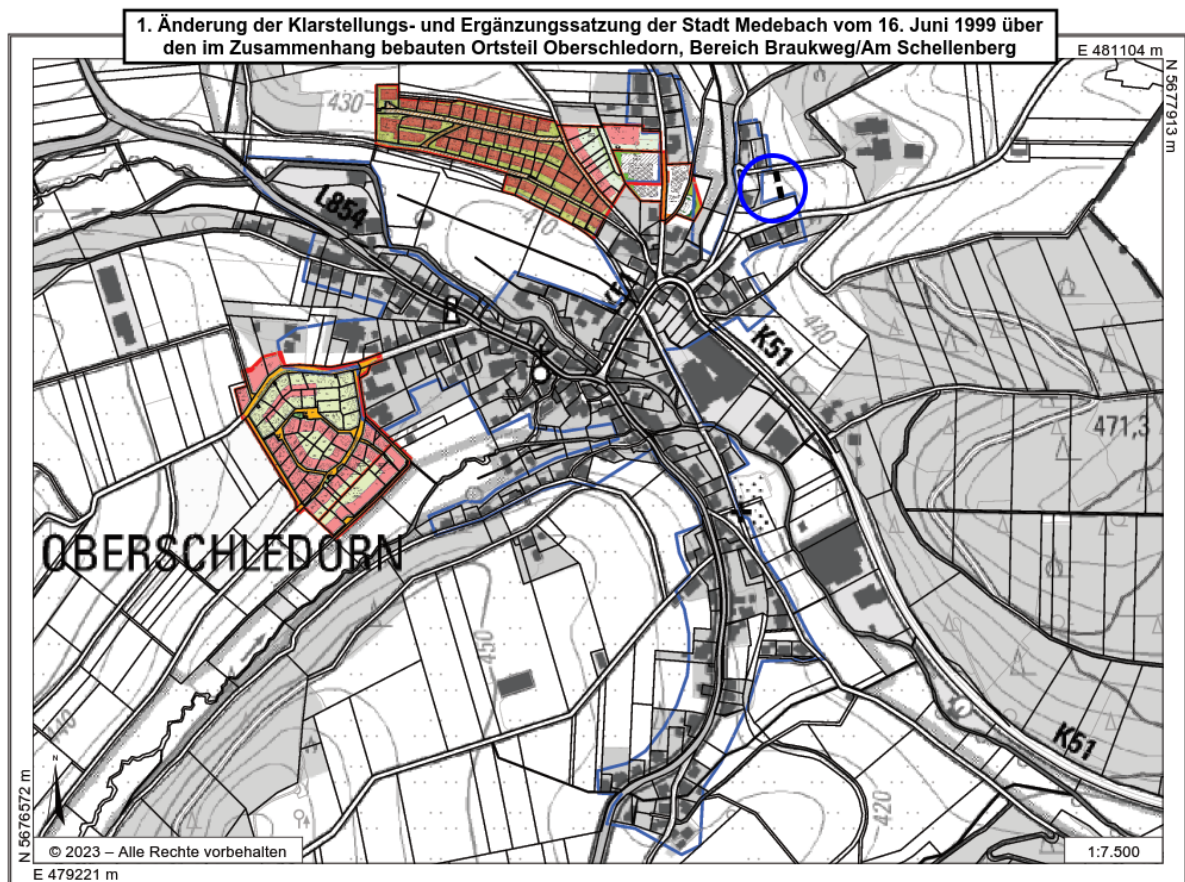 1. Änderung der Klarstellungs- und Ergänzungssatzung der Stadt Medebach vom 16. Juni 1999 über
den im Zusammenhang bebauten Ortsteil Oberschledorn, Bereich Braukweg/Am Schellenberg
E 481104 m
N 5677913 m
430
L854
410
K51
440
471,3
OBERSCHLEDORN
450
440
K51
420
N 5676572 m
N
© 2023 – Alle Rechte vorbehalten
1:7.500
E 479221 m